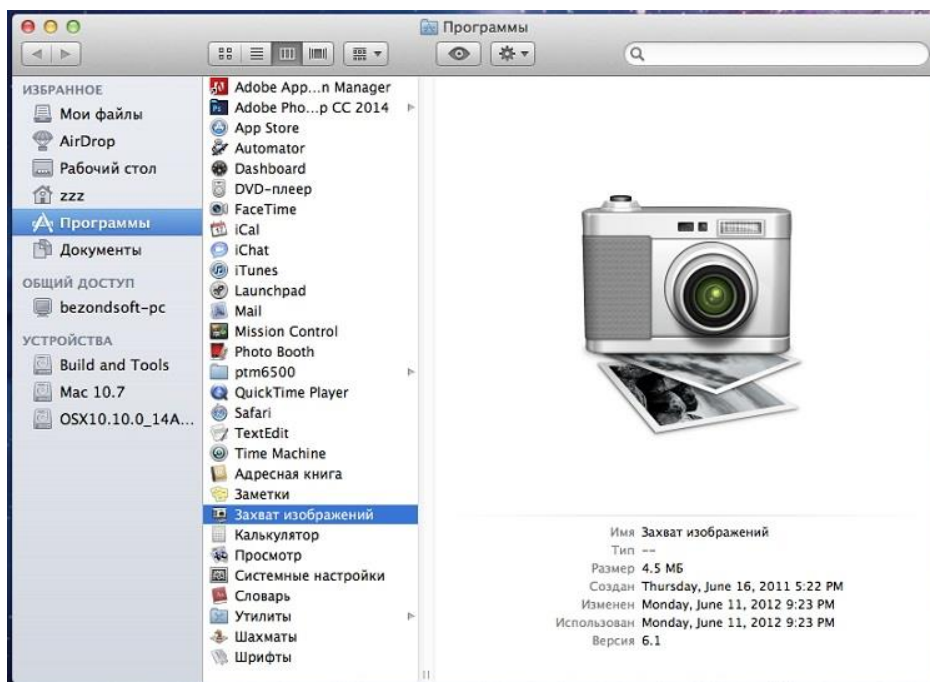 Программы
ИЗБРАННОЕ
Мои файлы
AirDrop
Рабочий стол
zzz
Программы
Документы
ОБЩИЙ ДОСТУП
bezondsoft-pc
УСТРОЙСТВА
Build and Tools
Mac 10.7
OSX10.10.0_14A...
Adobe App...n Manager
Adobe Pho...p CC 2014
App Store
Automator
Dashboard
DVD-плеер
FaceTime
iCal
iChat
iTunes
Launchpad
Mail
Mission Control
Photo Booth
ptm6500
QuickTime Player
Safari
TextEdit
Time Machine
Адресная книга
Заметки
Захват изображений
Калькулятор
Просмотр
Системные настройки
Словарь
Утилиты
Шахматы
Шрифты
Имя Захват изображений
Тип --
Размер 4.5 МБ
Создан Thursday, June 16, 2011 5:22 PM
Изменен Monday, June 11, 2012 9:23 PM
Использован Monday, June 11, 2012 9:23 PM
Версия 6.1